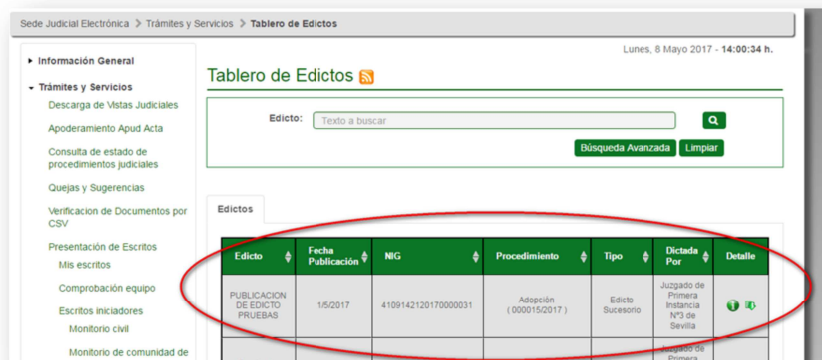 Sede Judicial Electrónica > Trámites y Servicios > Tablero de Edictos
Lunes, 8 Mayo 2017 - 14:00:34 h.
Información General
Trámites y Servicios
Descarga de Vistas Judiciales
Apoderamiento Apud Acta
Consulta de estado de
procedimientos judiciales
Quejas y Sugerencias
Verificacion de Documentos por
CSV
Presentación de Escritos
Mis escritos
Comprobación equipo
Escritos iniciadores
Monitorio civil
Monitorio de comunidad de
Tablero de Edictos
Edicto: Texto a buscar
Búsqueda Avanzada Limpiar
Edictos
Edicto Fecha Publicación NIG Procedimiento Tipo Dictada Por Detalle
PUBLICACION
DE EDICTO
PRUEBAS
1/5/2017
4109142120170000031
Adopción
( 000015/2017 )
Edicto
Sucesorio
Juzgado de
Primera
Instancia
Nº3 de
Sevilla
Juzgado de
Primera